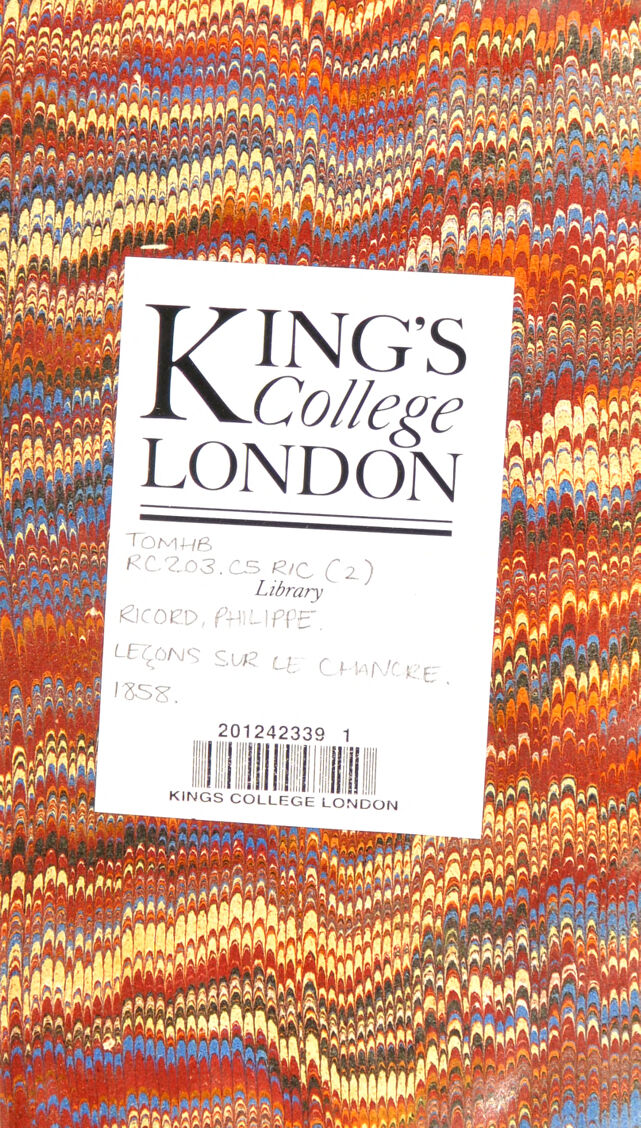 KING'S
College
LONDON
TOMHB
RC203.C5 RIC (2)
Library
RICORD, PHILIPPE.
LEÇONS SUR LE CHANCRE.
1858.
201242339 1
KINGS COLLEGE LONDON